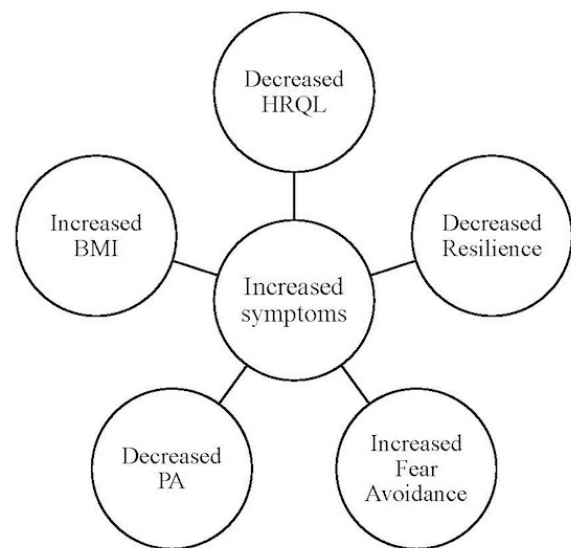 Decreased
HRQL
Increased
BMI
Decreased
Resilience
Increased
symptoms
Decreased
PA
Increased
Fear
Avoidance